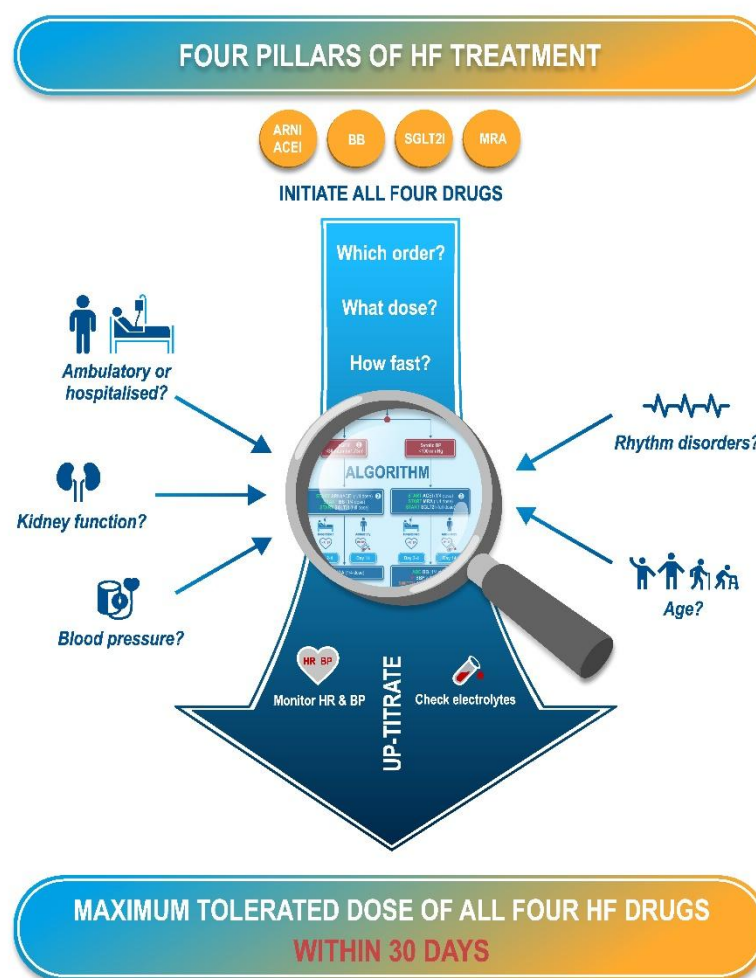 FOUR PILLARS OF HF TREATMENT
ARNI
ACEI
BB
SGLT2I
MRA
INITIATE ALL FOUR DRUGS
Which order?
What dose?
How fast?
Ambulatory or
hospitalised?
Kidney function?
Blood pressure?
Rhythm disorders?
Age?
ALGORITHM
HR BP
Monitor HR & BP
UP-TITRATE
Check electrolytes
MAXIMUM TOLERATED DOSE OF ALL FOUR HF DRUGS
WITHIN 30 DAYS